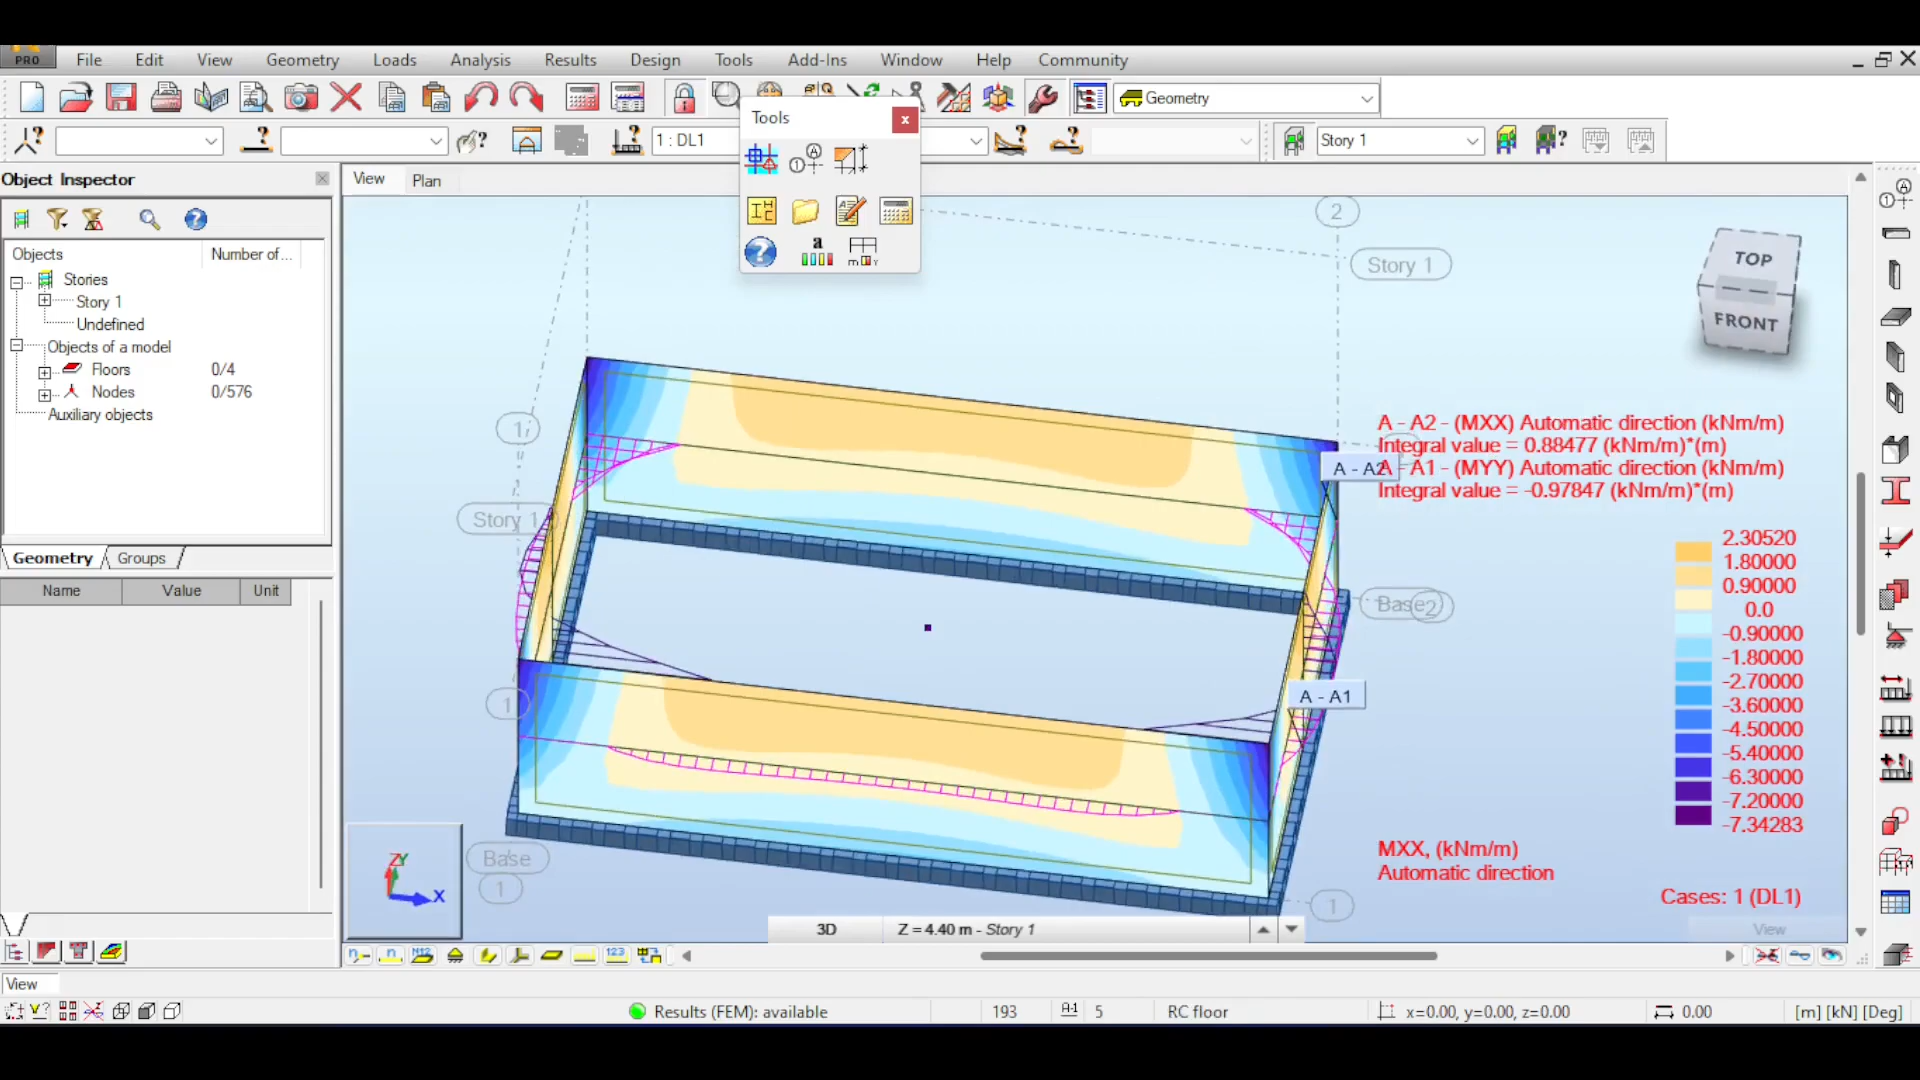 PRO
File Edit View Geometry Loads Analysis Results Design Tools Add-Ins Window Help Community
Geometry
1 : DL1
Story 1
Tools x
Object Inspector
View Plan
Objects Number of...
Stories
Story 1
Undefined
Objects of a model
Floors 0/4
Nodes 0/576
Auxiliary objects
Geometry Groups
Name Value Unit
2
Story 1
TOP
FRONT
1
A - A2 - (MXX) Automatic direction (kNm/m)
Integral value = 0.88477 (kNm/m)*(m)
A - A2
A - A1 - (MYY) Automatic direction (kNm/m)
Integral value = -0.97847 (kNm/m)*(m)
Story 1
2.30520
1.80000
0.90000
0.0
-0.90000
-1.80000
-2.70000
-3.60000
-4.50000
-5.40000
-6.30000
-7.20000
-7.34283
Base 2
A - A1
1
MXX, (kNm/m)
Automatic direction
Base
1
1
Cases: 1 (DL1)
ZY
X
3D Z = 4.40 m - Story 1
View
View
Results (FEM): available 193 5 RC floor x=0.00, y=0.00, z=0.00 0.00 [m] [kN] [Deg]